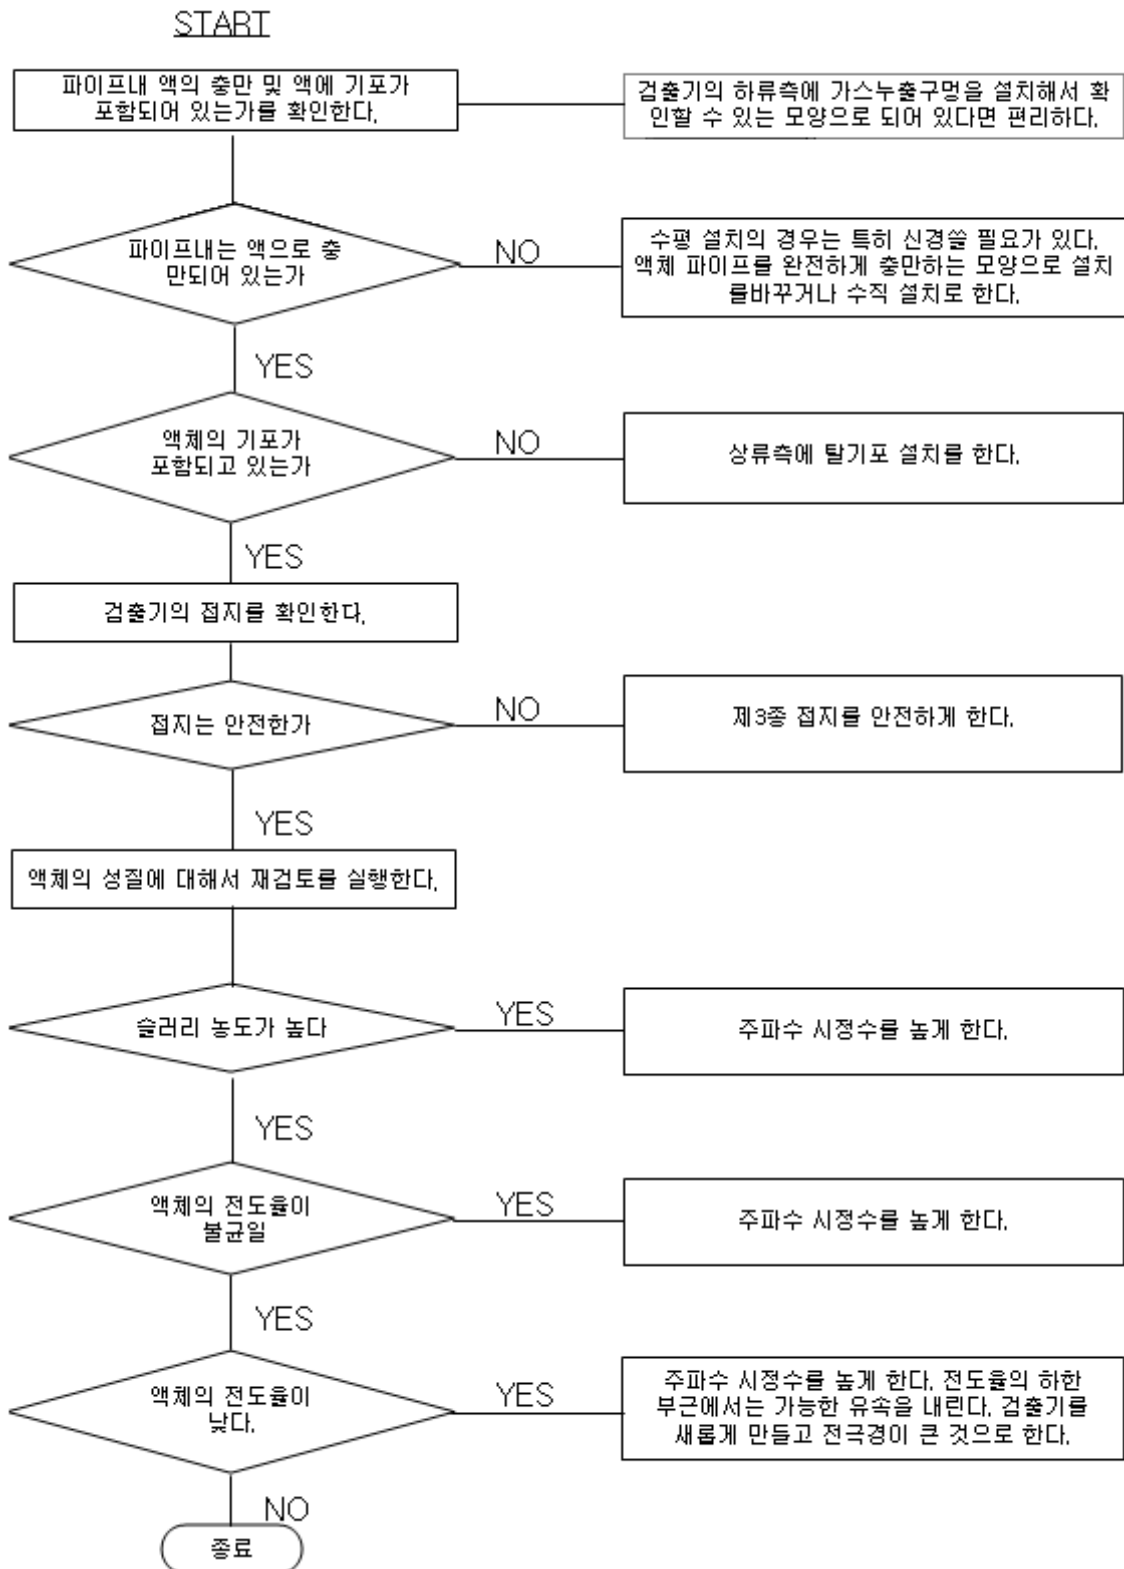 START
파이프내 액의 충만 및 액에 기포가
포함되어 있는가를 확인한다.
검출기의 하류측에 가스누출구멍을 설치해서 확
인할 수 있는 모양으로 되어 있다면 편리하다.
파이프내는 액으로 충
만되어 있는가
NO
수평 설치의 경우는 특히 신경쓸 필요가 있다.
액체 파이프를 완전하게 충만하는 모양으로 설치
를바꾸거나 수직 설치로 한다.
YES
액체의 기포가
포함되고 있는가
NO
상류측에 탈기포 설치를 한다.
YES
검출기의 접지를 확인한다.
접지는 안전한가
NO
제3종 접지를 안전하게 한다.
YES
액체의 성질에 대해서 재검토를 실행한다.
슬러리 농도가 높다
YES
주파수 시정수를 높게 한다.
YES
액체의 전도율이
불균일
YES
주파수 시정수를 높게 한다.
YES
액체의 전도율이
낮다.
YES
주파수 시정수를 높게 한다. 전도율의 하한
부근에서는 가능한 유속을 내린다. 검출기를
새롭게 만들고 전극경이 큰 것으로 한다.
NO
종료